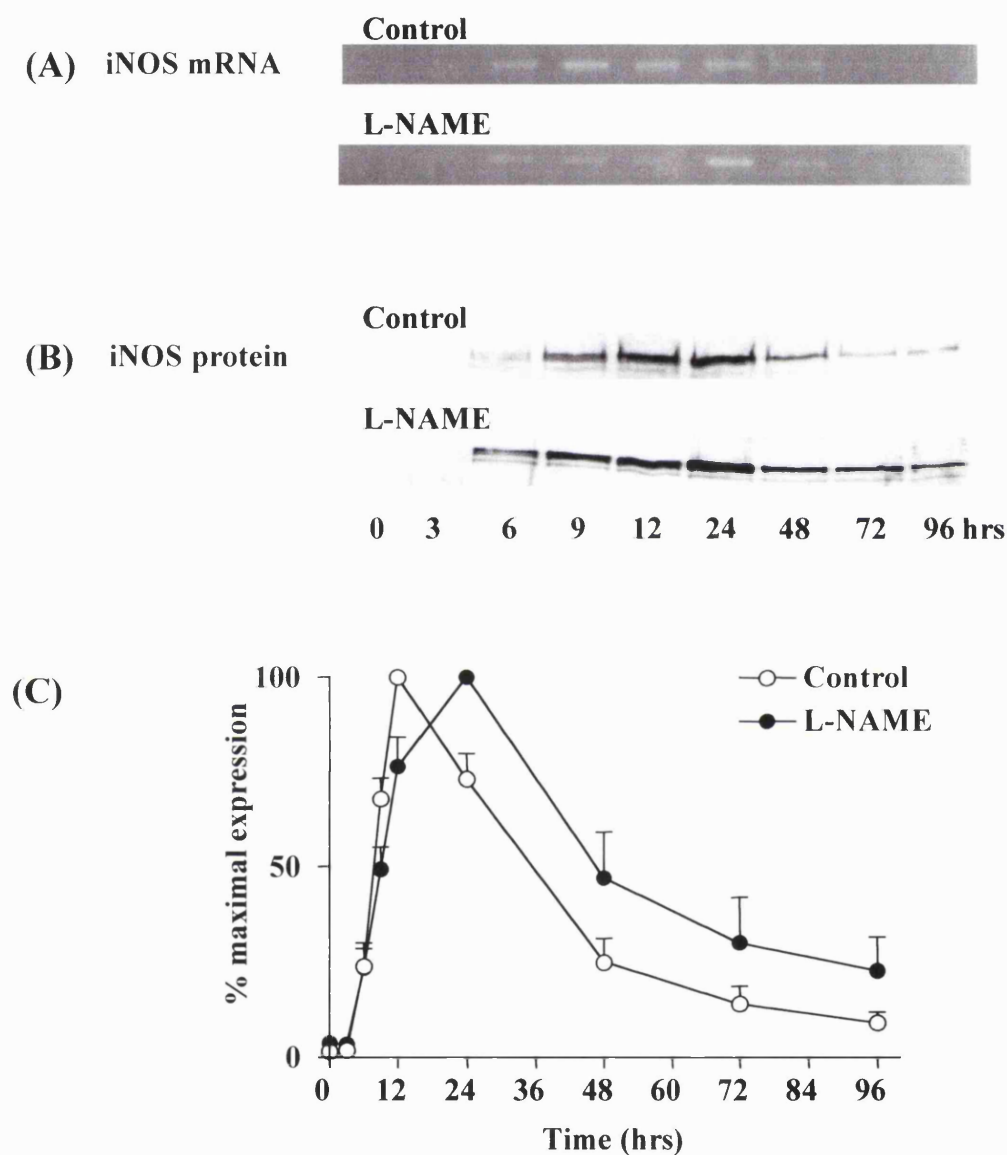 Control
(A) iNOS mRNA
L-NAME
Control
(B) iNOS protein
L-NAME
0 3 6 9 12 24 48 72 96 hrs
(C)
Control
L-NAME
100
50
0
% maximal expression
0 12 24 36 48 60 72 84 96
Time (hrs)